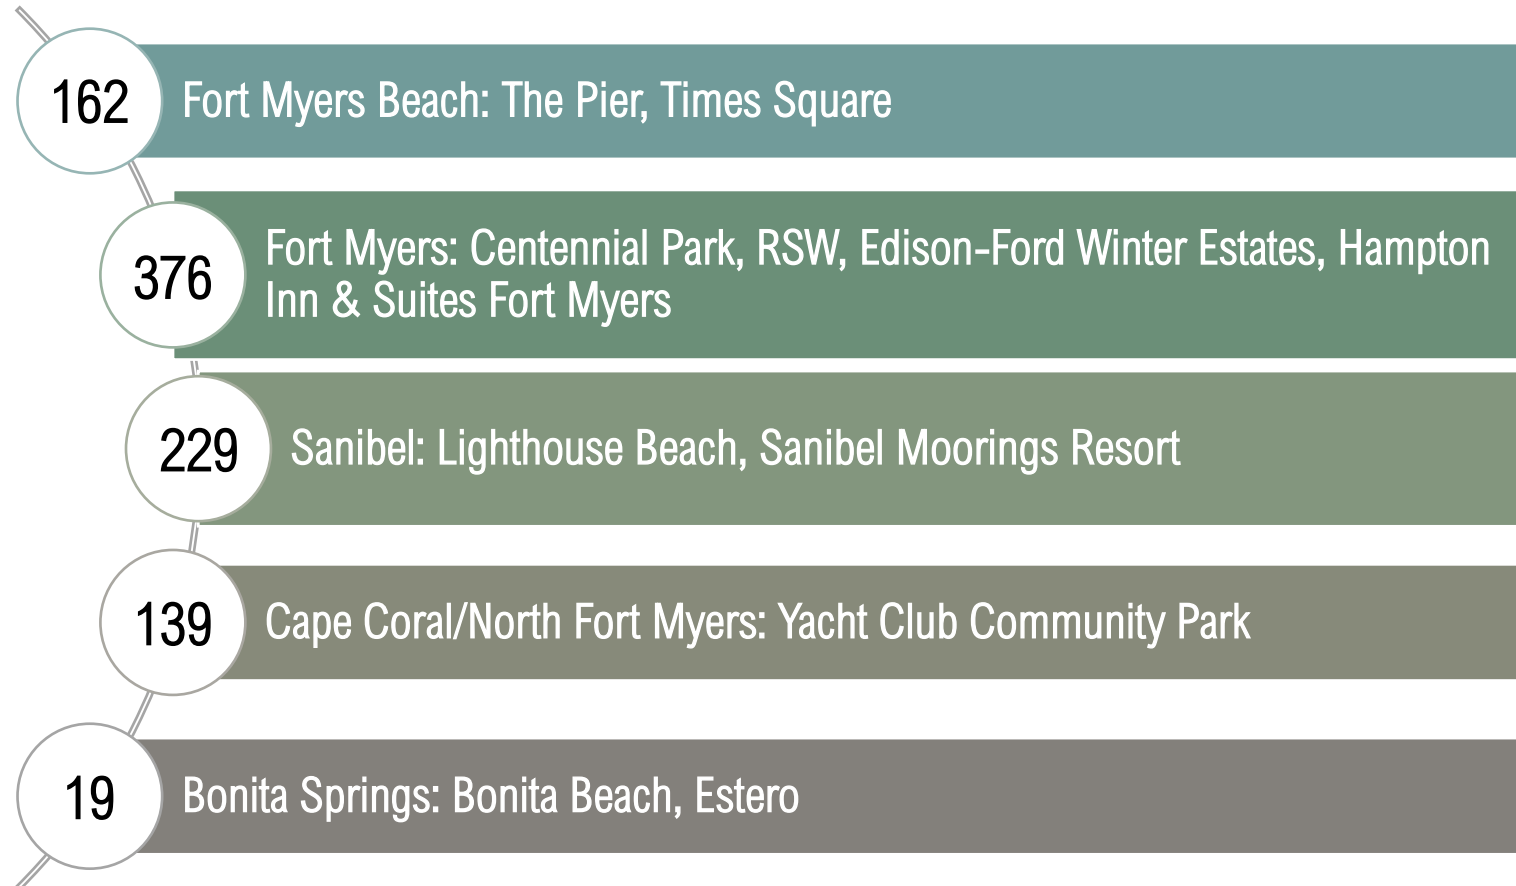 162
Fort Myers Beach: The Pier, Times Square
376
Fort Myers: Centennial Park, RSW, Edison-Ford Winter Estates, Hampton
Inn & Suites Fort Myers
229
Sanibel: Lighthouse Beach, Sanibel Moorings Resort
139
Cape Coral/North Fort Myers: Yacht Club Community Park
19
Bonita Springs: Bonita Beach, Estero